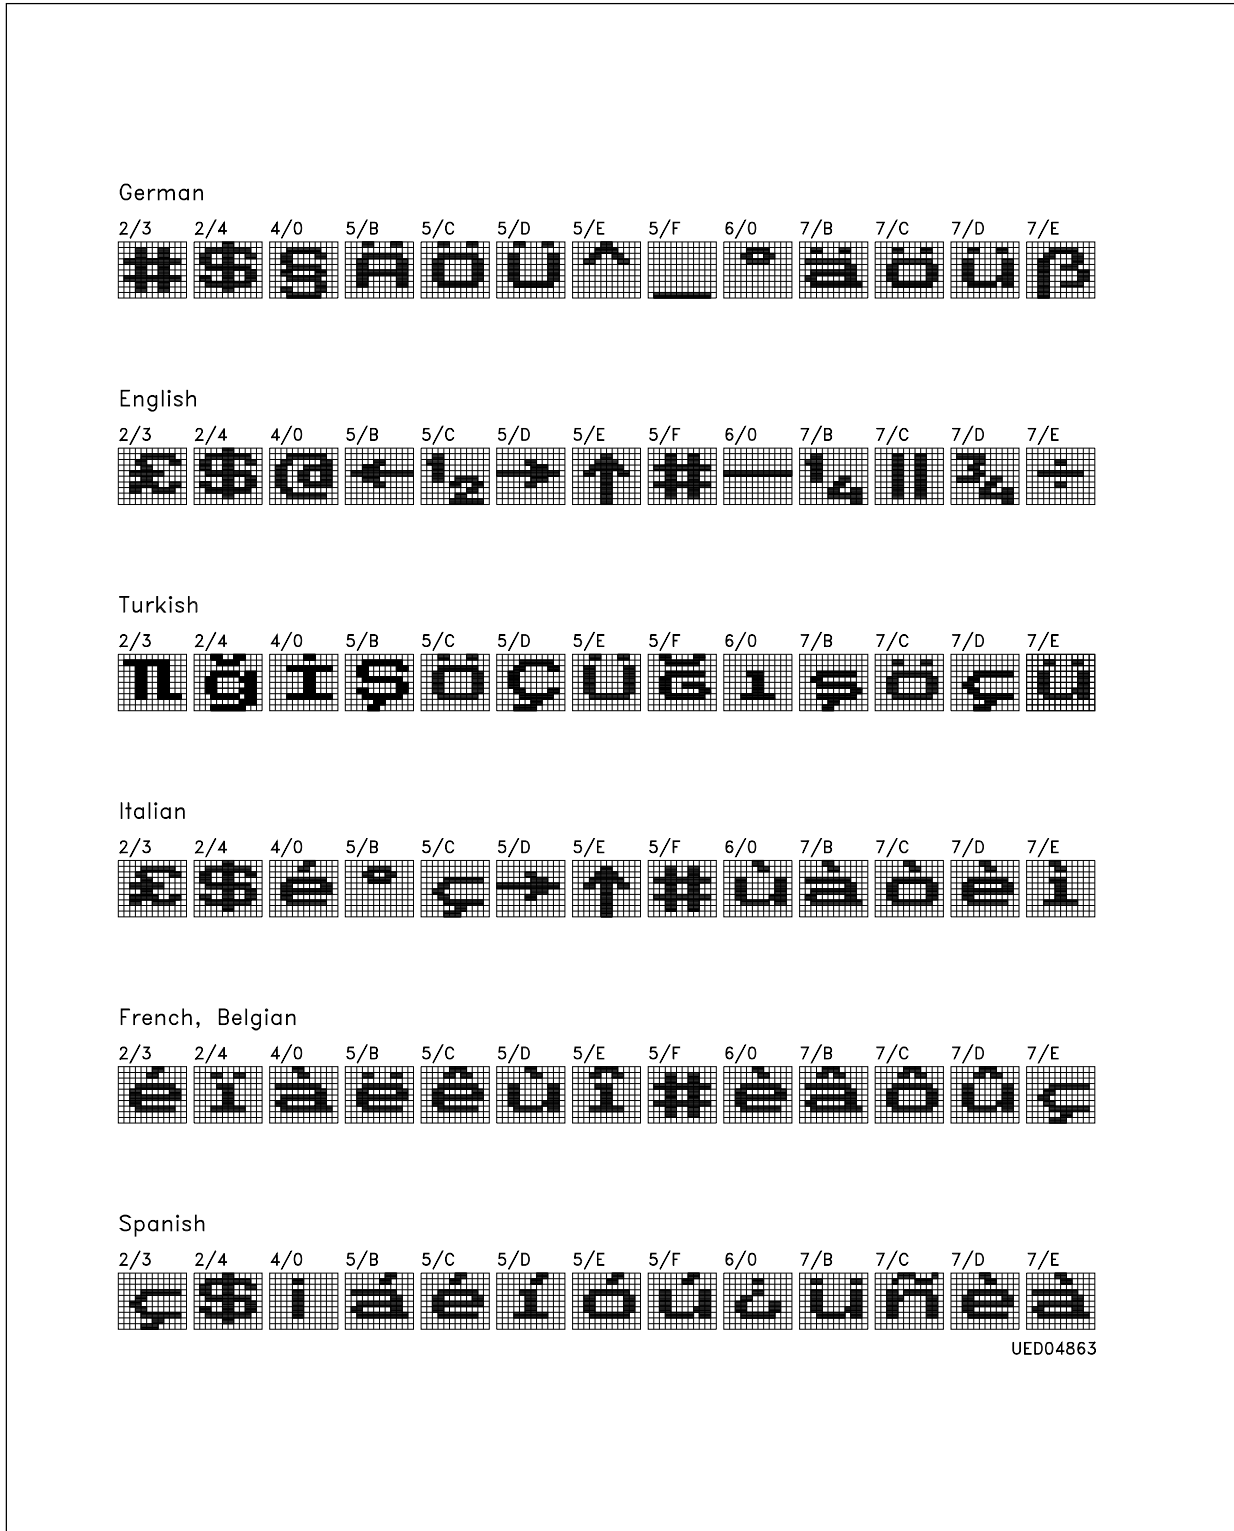 German
2/3 2/4 4/0 5/B 5/C 5/D 5/E 5/F 6/0 7/B 7/C 7/D 7/E
# $ § Ä Ö Ü ^ _ ° ä ö ü ß
English
2/3 2/4 4/0 5/B 5/C 5/D 5/E 5/F 6/0 7/B 7/C 7/D 7/E
£ $ @ ← ½ → ↑ # — ¼ || ¾ ÷
Turkish
2/3 2/4 4/0 5/B 5/C 5/D 5/E 5/F 6/0 7/B 7/C 7/D 7/E
ğ İ Ş Ö Ç Ü Ğ ı ş ö ç ü
Italian
2/3 2/4 4/0 5/B 5/C 5/D 5/E 5/F 6/0 7/B 7/C 7/D 7/E
£ $ é ° ç → ↑ # ù à ò è ì
French, Belgian
2/3 2/4 4/0 5/B 5/C 5/D 5/E 5/F 6/0 7/B 7/C 7/D 7/E
é ï à ë ê ù î # è â ô û ç
Spanish
2/3 2/4 4/0 5/B 5/C 5/D 5/E 5/F 6/0 7/B 7/C 7/D 7/E
ç $ ¡ á é í ó ú ¿ ü ñ è à
UED04863